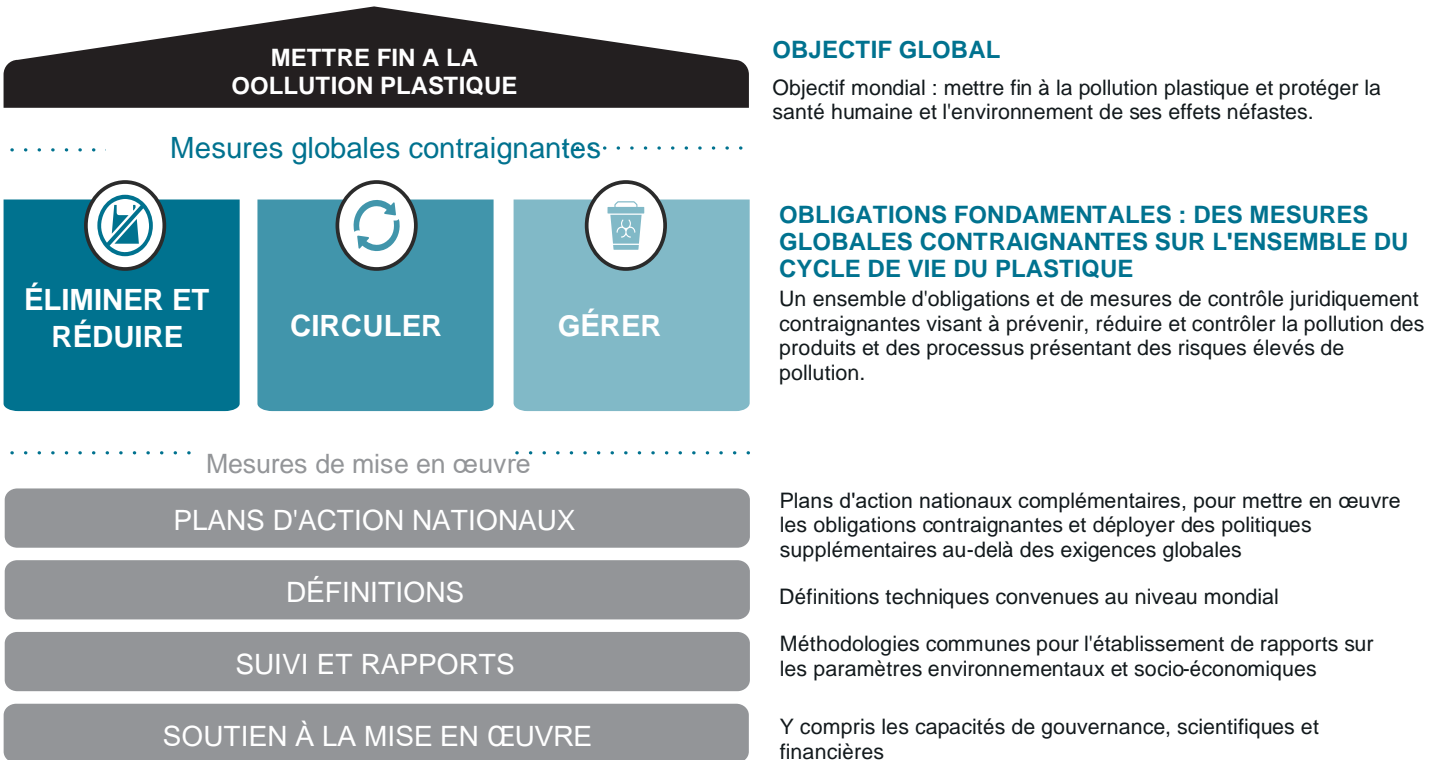 METTRE FIN A LA
OOLLUTION PLASTIQUE
OBJECTIF GLOBAL
Objectif mondial : mettre fin à la pollution plastique et protéger la
santé humaine et l'environnement de ses effets néfastes.
Mesures globales contraignantes
ÉLIMINER ET
RÉDUIRE
CIRCULER
GÉRER
OBLIGATIONS FONDAMENTALES : DES MESURES
GLOBALES CONTRAIGNANTES SUR L'ENSEMBLE DU
CYCLE DE VIE DU PLASTIQUE
Un ensemble d'obligations et de mesures de contrôle juridiquement
contraignantes visant à prévenir, réduire et contrôler la pollution des
produits et des processus présentant des risques élevés de
pollution.
Mesures de mise en œuvre
PLANS D'ACTION NATIONAUX
Plans d'action nationaux complémentaires, pour mettre en œuvre
les obligations contraignantes et déployer des politiques
supplémentaires au-delà des exigences globales
DÉFINITIONS
Définitions techniques convenues au niveau mondial
SUIVI ET RAPPORTS
Méthodologies communes pour l'établissement de rapports sur
les paramètres environnementaux et socio-économiques
SOUTIEN À LA MISE EN ŒUVRE
Y compris les capacités de gouvernance, scientifiques et
financières